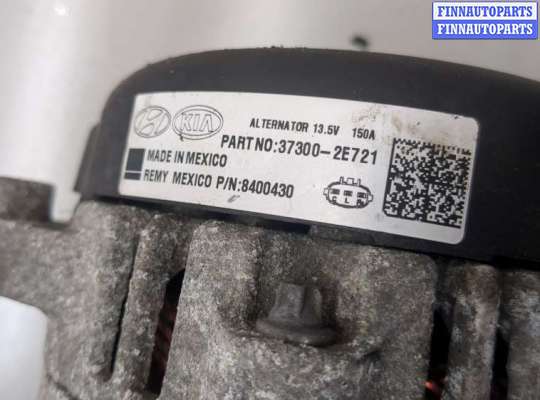 FINNAUTOPARTS
FINNAUTOPARTS
KIA
ALTERNATOR 13.5V 150A
PART NO:37300-2E721
MADE IN MEXICO
REMY MEXICO P/N:8400430
C L